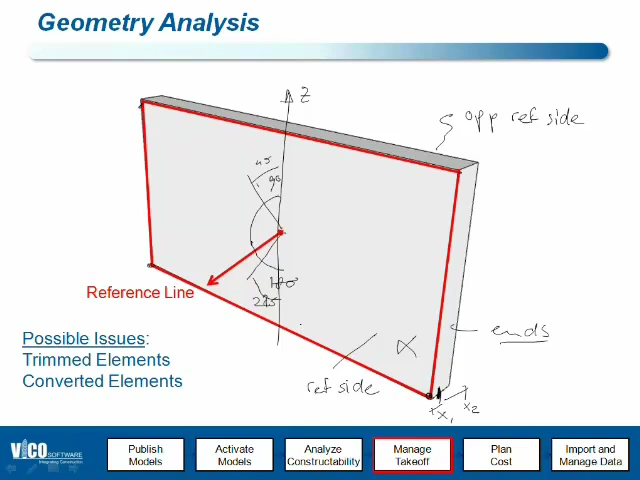 Geometry Analysis
Z
opp ref side
45
90
180
Reference Line
ends
Possible Issues:
Trimmed Elements
Converted Elements
ref side
X1
X2
VICO SOFTWARE
Integrating Construction
Publish
Models
Activate
Models
Analyze
Constructability
Manage
Takeoff
Plan
Cost
Import and
Manage Data